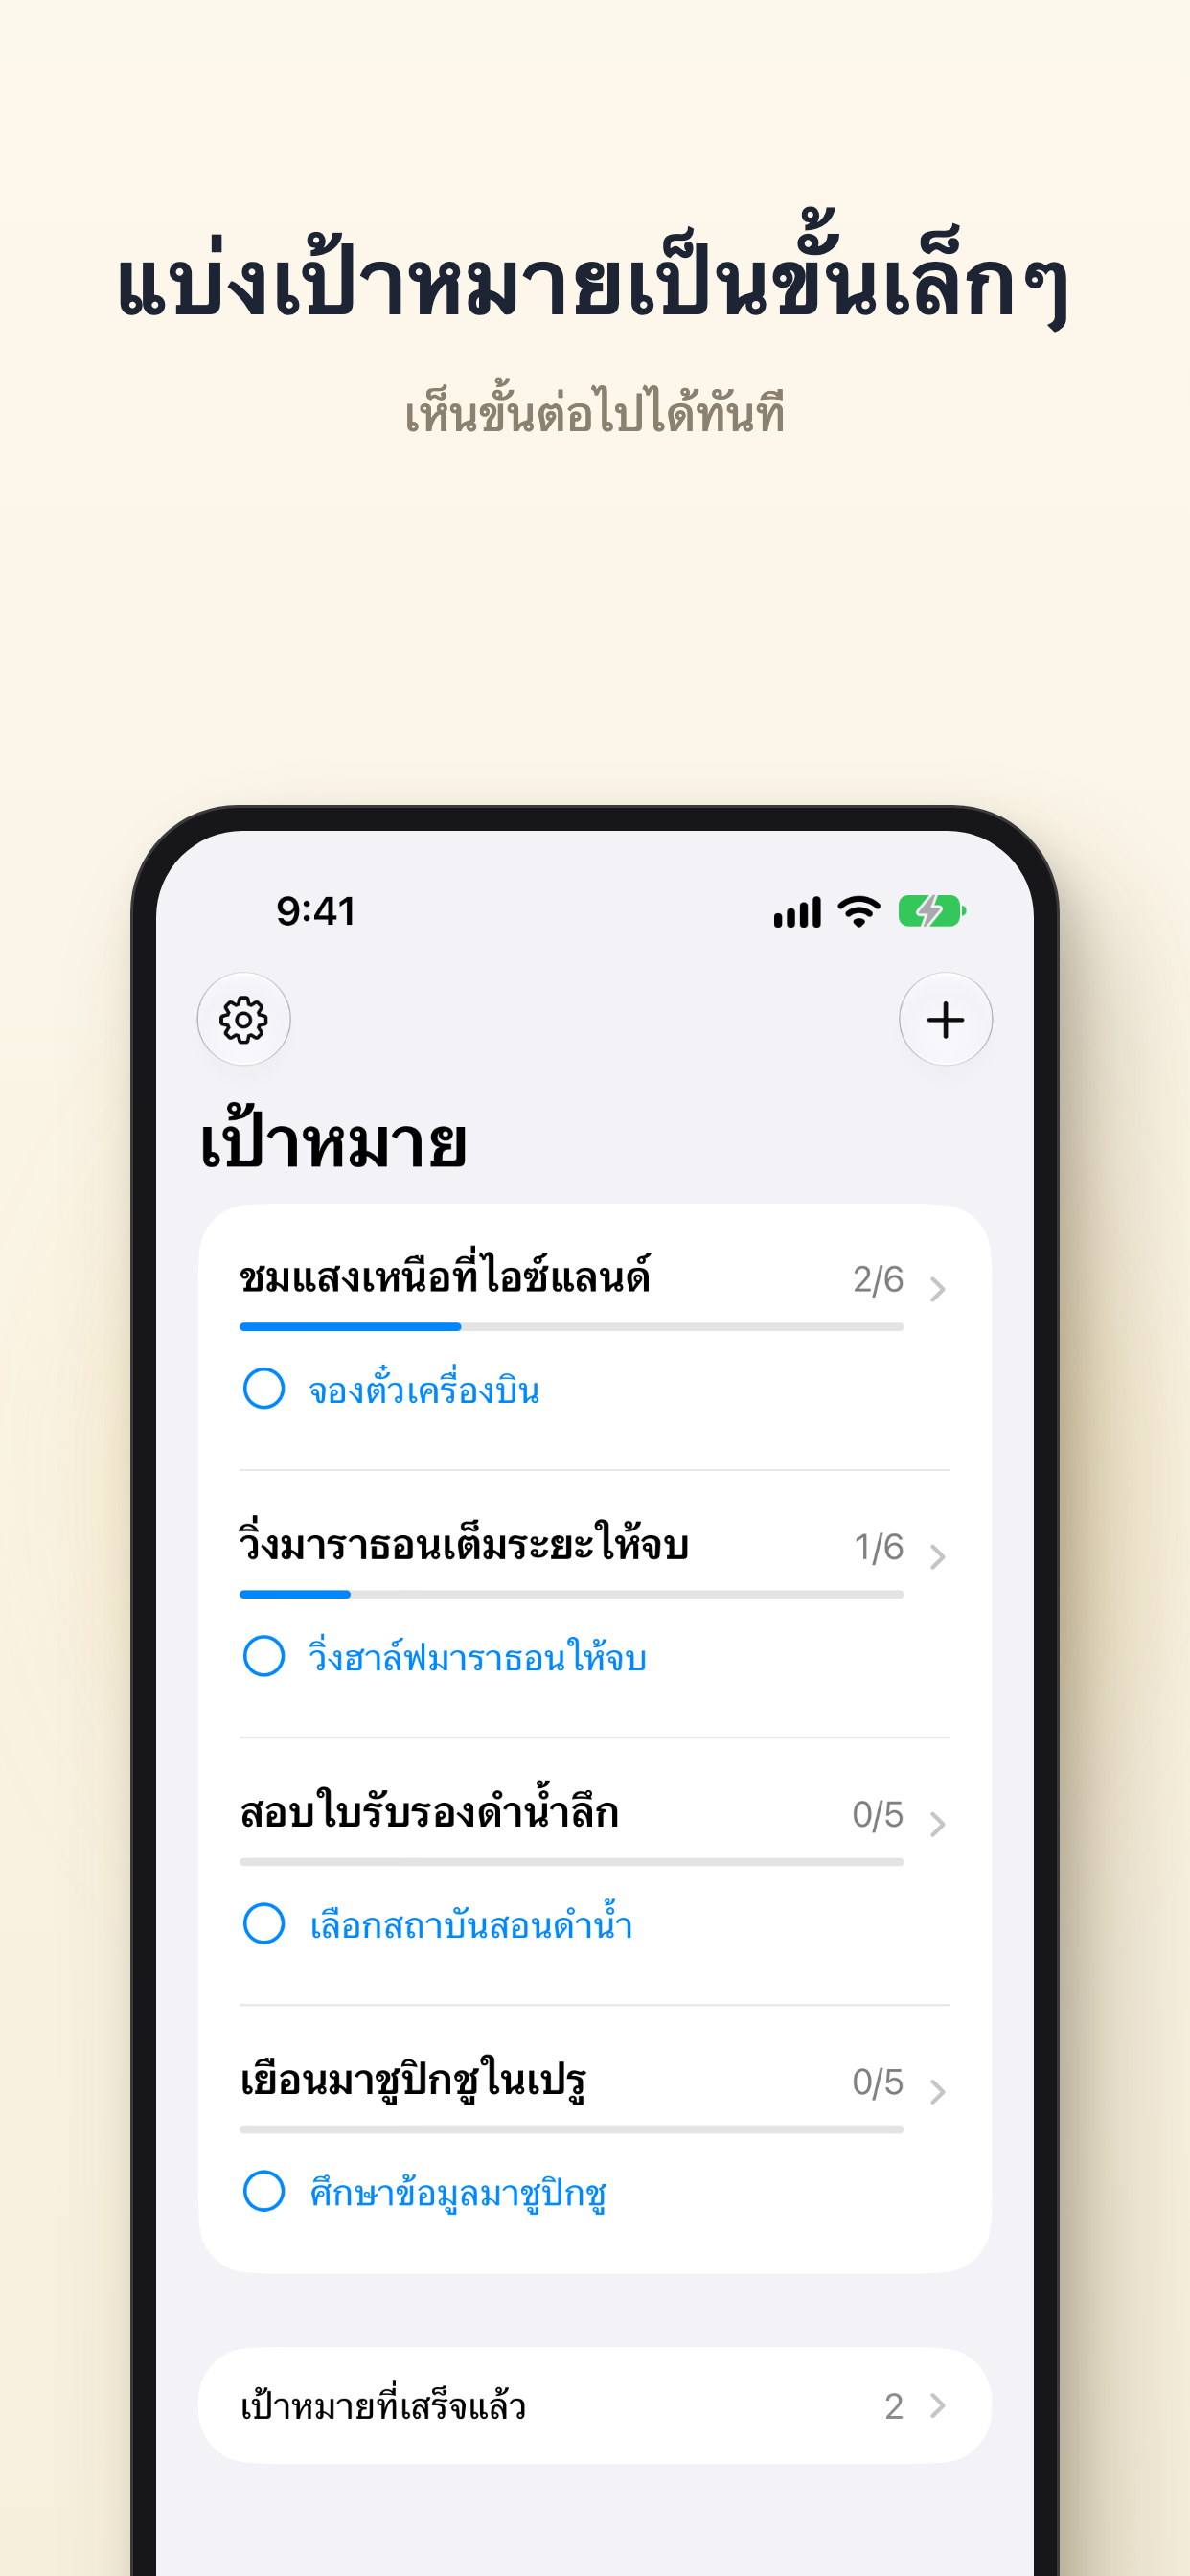 แบ่งเป้าหมายเป็นขั้นเล็กๆ
เห็นขั้นต่อไปได้ทันที
9:41
เป้าหมาย
ชมแสงเหนือที่ไอซ์แลนด์ 2/6
จองตั๋วเครื่องบิน
วิ่งมาราธอนเต็มระยะให้จบ 1/6
วิ่งฮาล์ฟมาราธอนให้จบ
สอบใบรับรองดำน้ำลึก 0/5
เลือกสถาบันสอนดำน้ำ
เยือนมาชูปิกชูในเปรู 0/5
ศึกษาข้อมูลมาชูปิกชู
เป้าหมายที่เสร็จแล้ว 2